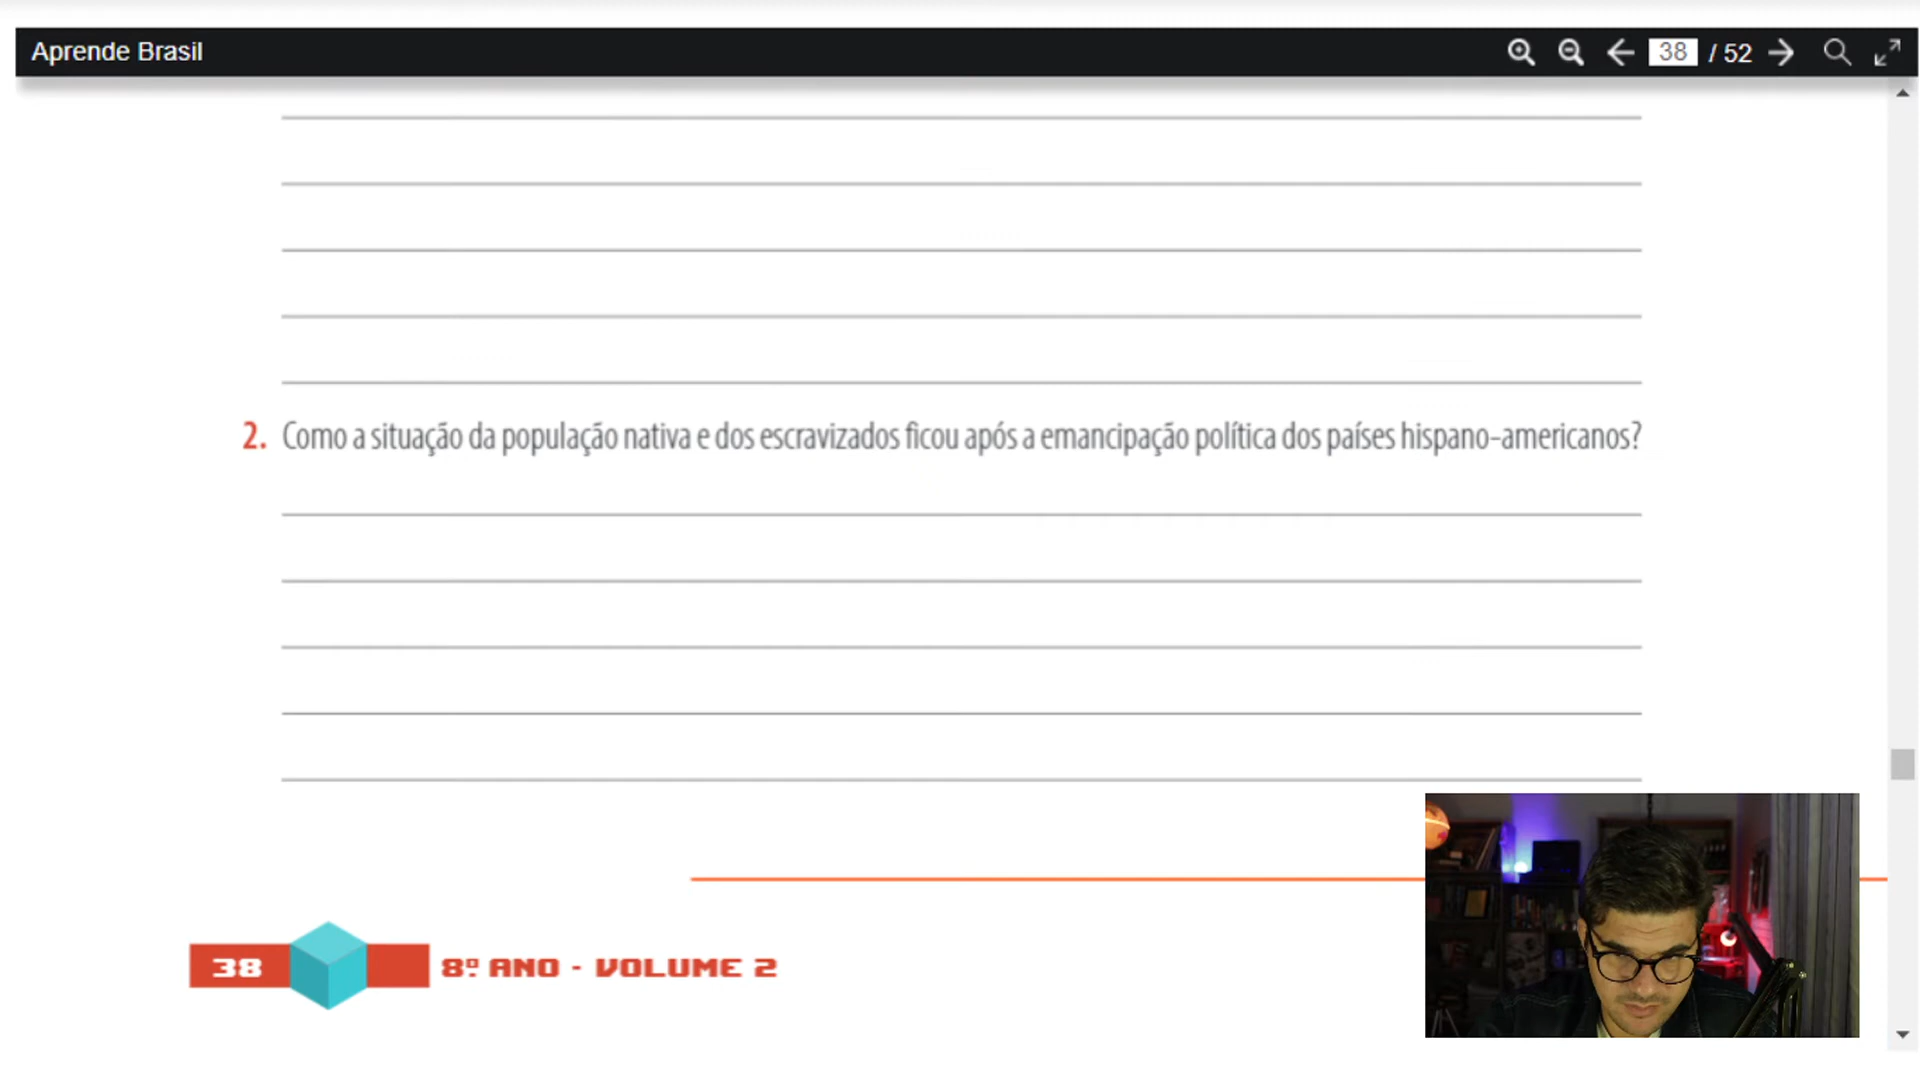 Aprende Brasil
38 / 52
2. Como a situação da população nativa e dos escravizados ficou após a emancipação política dos países hispano-americanos?
38 8º ANO - VOLUME 2